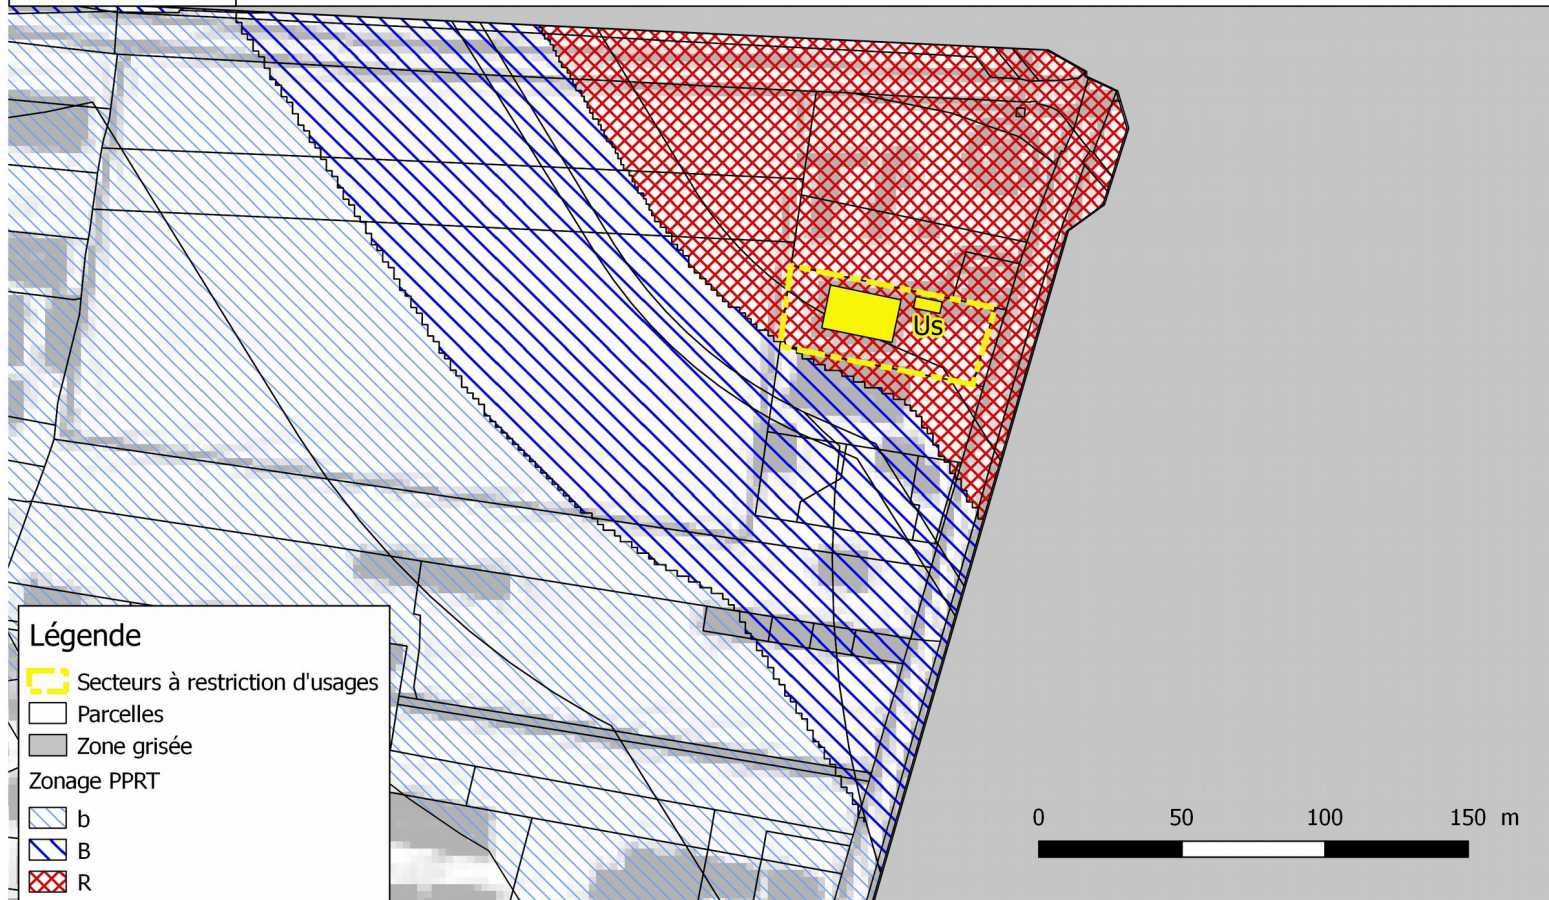 Us
Légende
Secteurs à restriction d'usages
Parcelles
Zone grisée
Zonage PPRT
b
B
R
0 50 100 150 m